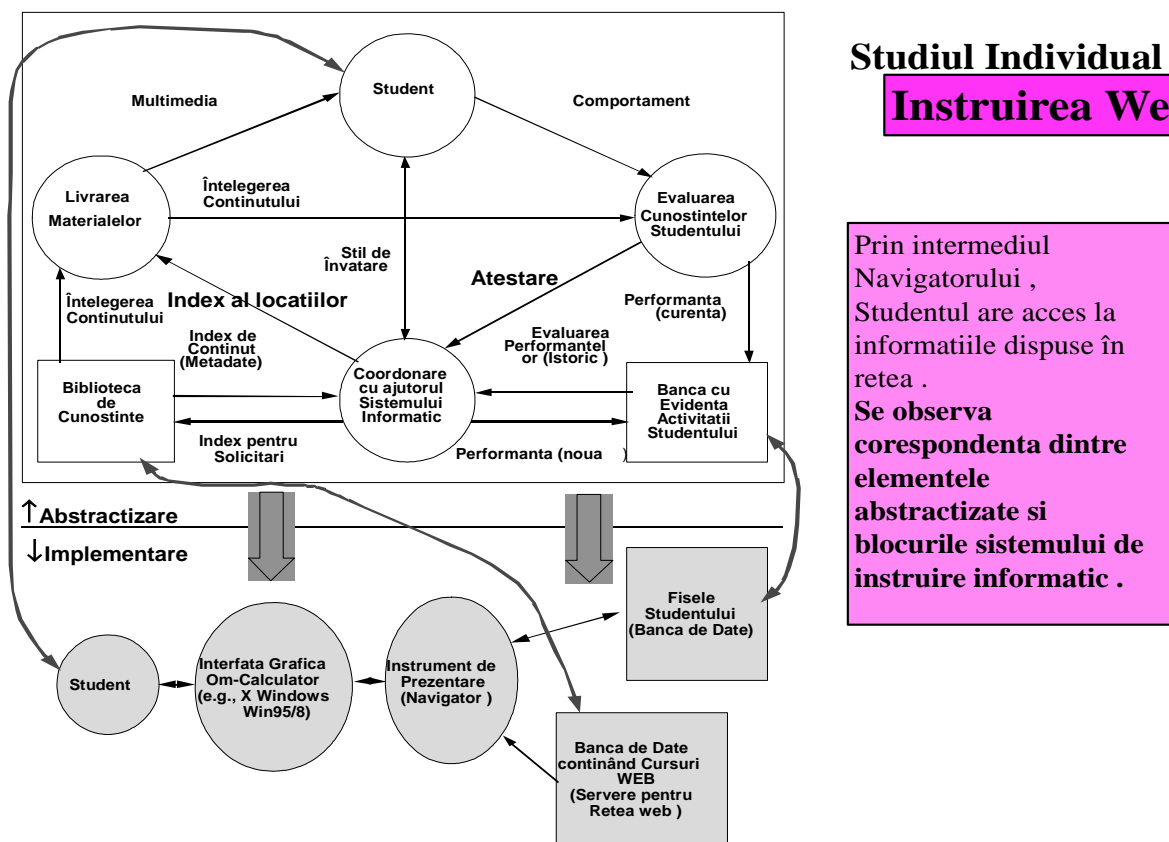 Studiul Individual
Instruirea We
Student
Multimedia
Comportament
Livrarea
Materialelor
Întelegerea
Continutului
Evaluarea
Cunostintelor
Studentului
Stil de
Învatare
Atestare
Întelegerea
Continutului
Index al locatiilor
Performanta
(curenta)
Index de
Continut
(Metadate)
Evaluarea
Performantel
or (Istoric )
Biblioteca
de
Cunostinte
Coordonare
cu ajutorul
Sistemului
Informatic
Banca cu
Evidenta
Activitatii
Studentului
Index pentru
Solicitari
Performanta (noua )
↑Abstractizare
↓Implementare
Student
Interfata Grafica
Om-Calculator
(e.g., X Windows
Win95/8)
Instrument de
Prezentare
(Navigator )
Fisele
Studentului
(Banca de Date)
Banca de Date
continând Cursuri
WEB
(Servere pentru
Retea web )
Prin intermediul
Navigatorului ,
Studentul are acces la
informatiile dispuse în
retea .
Se observa
corespondenta dintre
elementele
abstractizate si
blocurile sistemului de
instruire informatic .